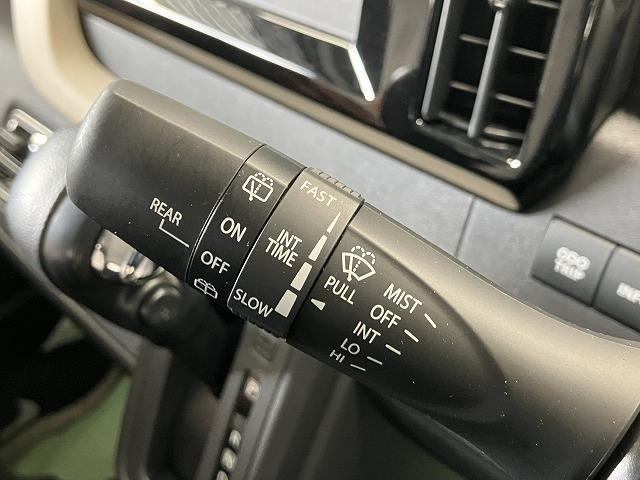 REAR
ON
OFF
FAST
INT
TIME
SLOW
PULL
MIST
OFF
INT
LO
HI
ODO
TRIP